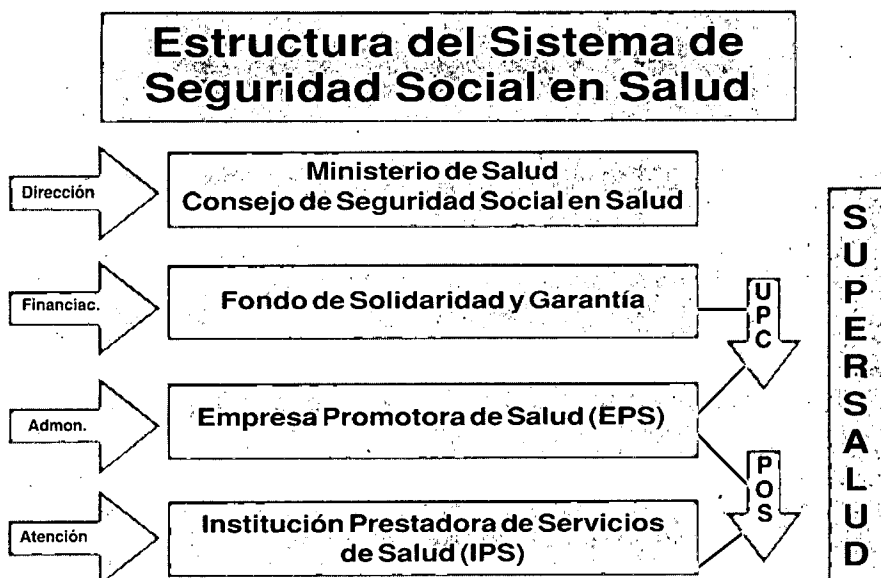 Estructura del Sistema de
Seguridad Social en Salud
Dirección
Ministerio de Salud
Consejo de Seguridad Social en Salud
Financiac.
Fondo de Solidaridad y Garantía
UPC
Admon.
Empresa Promotora de Salud (EPS)
POS
Atención
Institución Prestadora de Servicios
de Salud (IPS)
SUPERSALUD